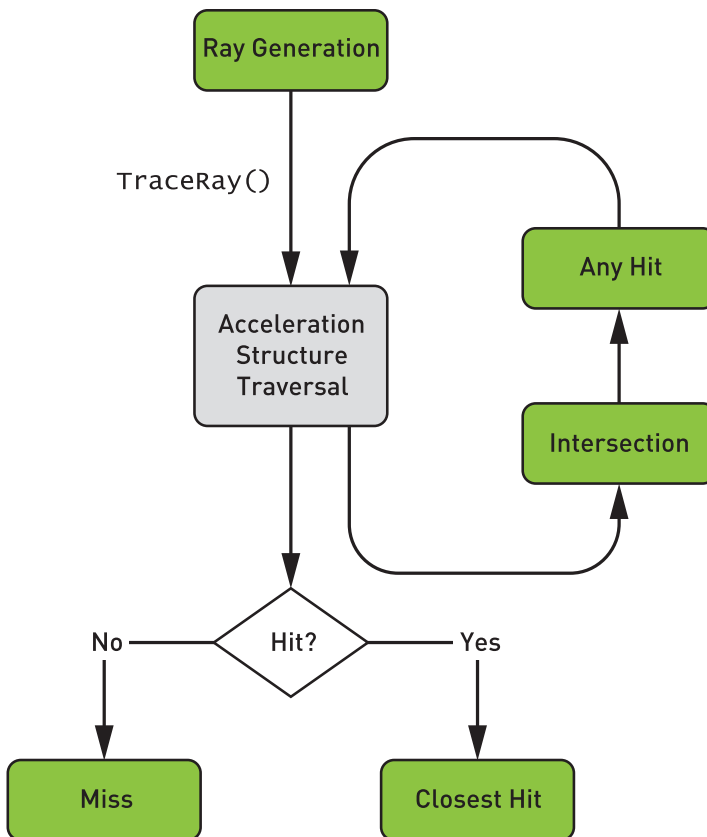 Ray Generation
TraceRay()
Any Hit
Acceleration
Structure
Traversal
Intersection
Hit?
No
Yes
Miss
Closest Hit